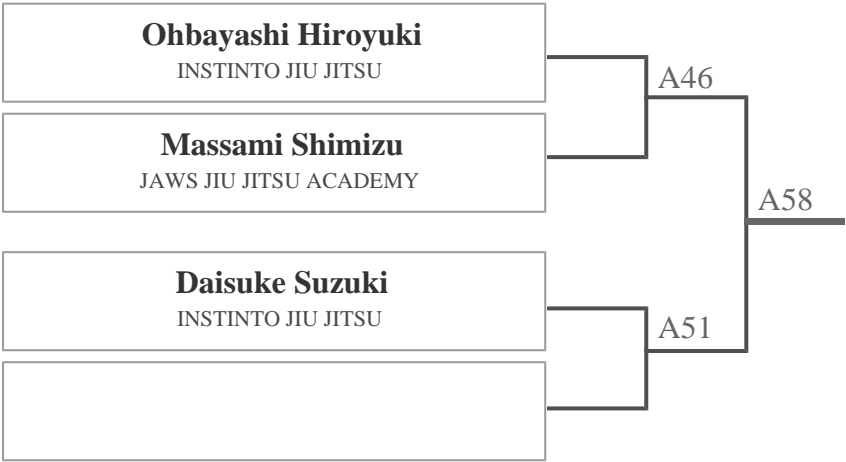 Ohbayashi Hiroyuki
INSTINTO JIU JITSU
A46
Massami Shimizu
JAWS JIU JITSU ACADEMY
A58
Daisuke Suzuki
INSTINTO JIU JITSU
A51